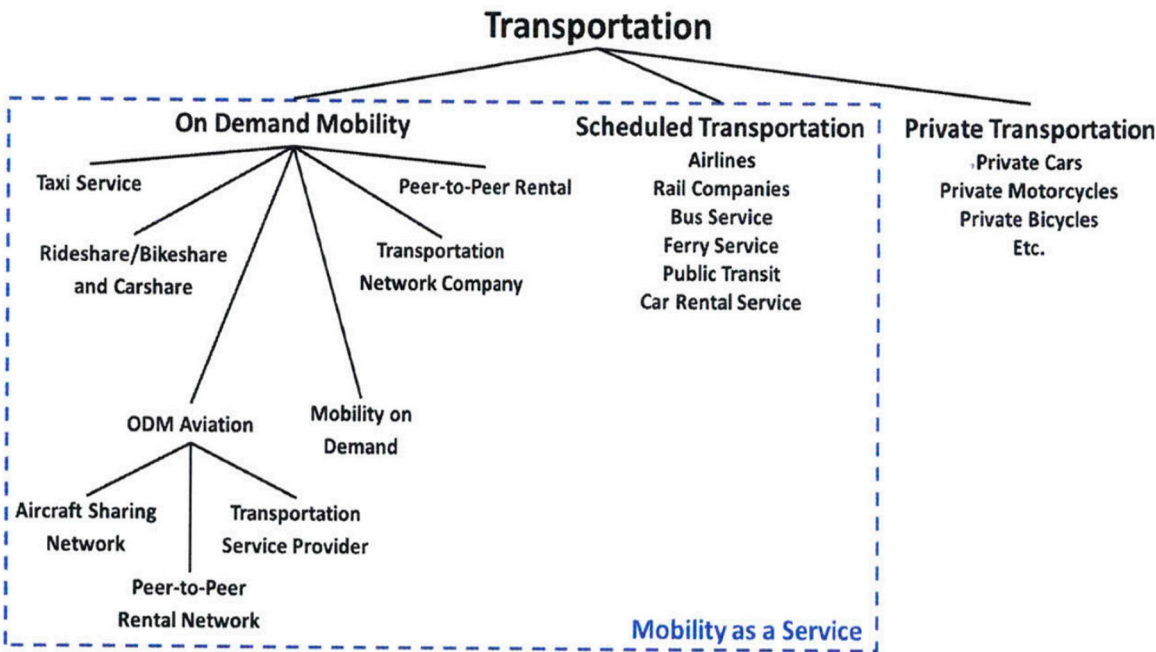 Transportation
On Demand Mobility
Scheduled Transportation
Private Transportation
Taxi Service
Peer-to-Peer Rental
Rideshare/Bikeshare
and Carshare
Transportation
Network Company
ODM Aviation
Mobility on
Demand
Aircraft Sharing
Network
Transportation
Service Provider
Peer-to-Peer
Rental Network
Airlines
Rail Companies
Bus Service
Ferry Service
Public Transit
Car Rental Service
Private Cars
Private Motorcycles
Private Bicycles
Etc.
Mobility as a Service